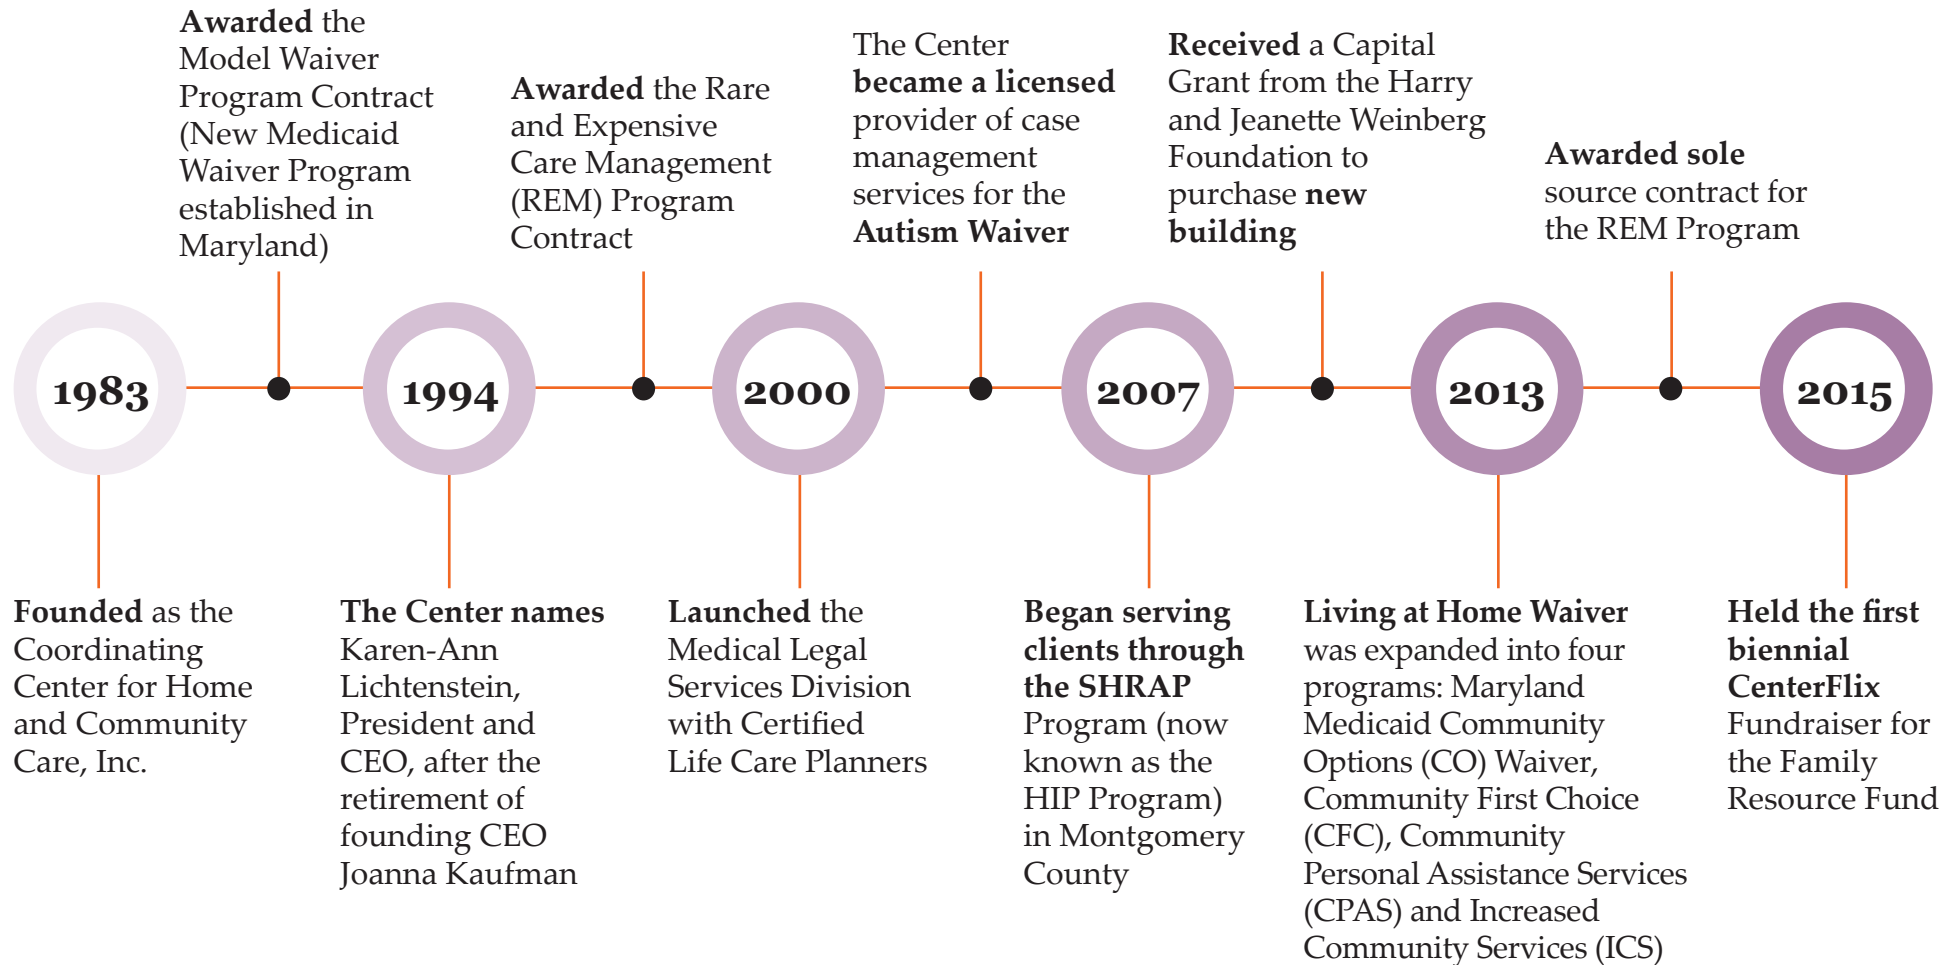 Awarded the
Model Waiver
Program Contract
(New Medicaid
Waiver Program
established in
Maryland)
Awarded the Rare
and Expensive
Care Management
(REM) Program
Contract
The Center
became a licensed
provider of case
management
services for the
Autism Waiver
Received a Capital
Grant from the Harry
and Jeanette Weinberg
Foundation to
purchase new
building
Awarded sole
source contract for
the REM Program
1983
1994
2000
2007
2013
2015
Founded as the
Coordinating
Center for Home
and Community
Care, Inc.
The Center names
Karen-Ann
Lichtenstein,
President and
CEO, after the
retirement of
founding CEO
Joanna Kaufman
Launched the
Medical Legal
Services Division
with Certified
Life Care Planners
Began serving
clients through
the SHRAP
Program (now
known as the
HIP Program)
in Montgomery
County
Living at Home Waiver
was expanded into four
programs: Maryland
Medicaid Community
Options (CO) Waiver,
Community First Choice
(CFC), Community
Personal Assistance Services
(CPAS) and Increased
Community Services (ICS)
Held the first
biennial
CenterFlix
Fundraiser for
the Family
Resource Fund